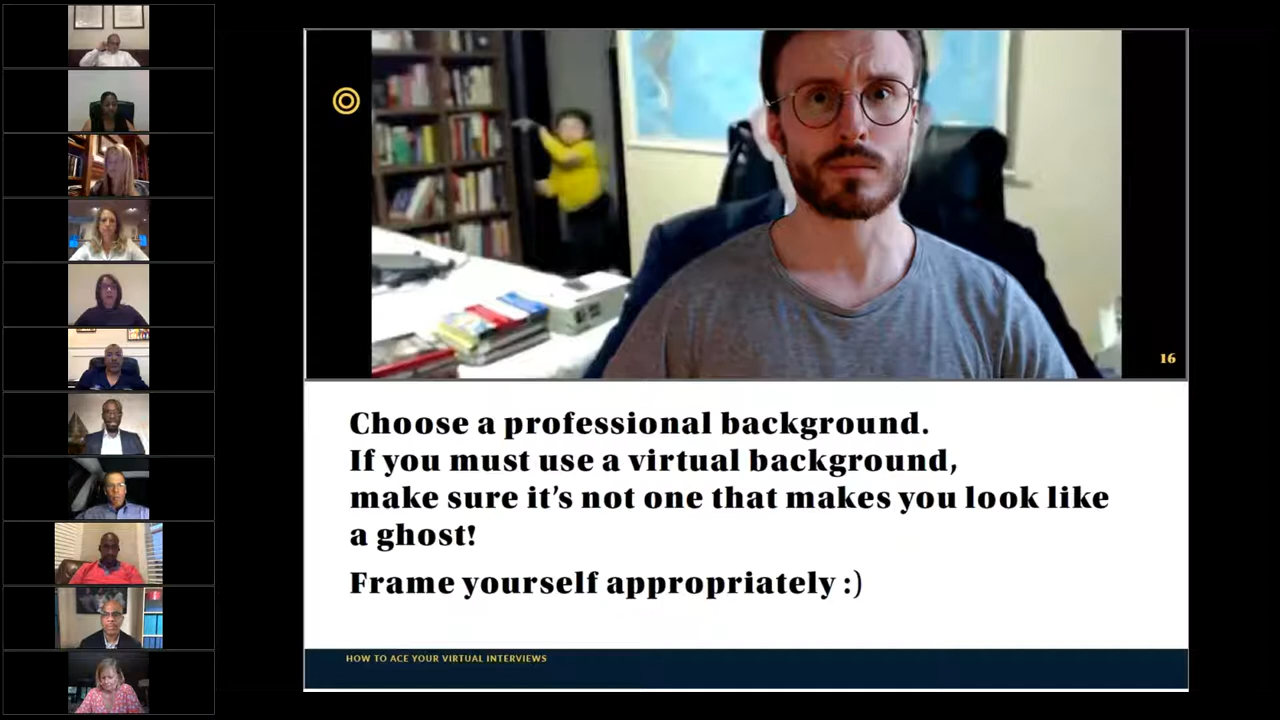 16
Choose a professional background.
If you must use a virtual background,
make sure it’s not one that makes you look like
a ghost!
Frame yourself appropriately :)
HOW TO ACE YOUR VIRTUAL INTERVIEWS